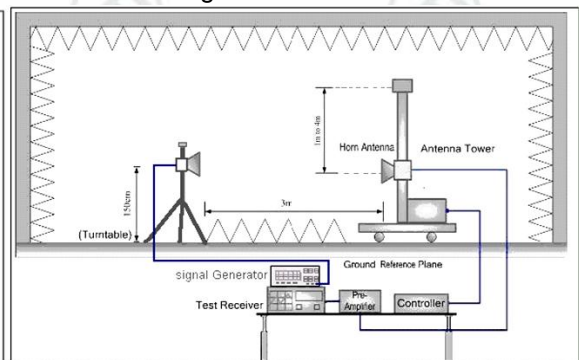 1m to 4m
Horn Antenna
Antenna Tower
150cm
3m
(Turntable)
Ground Reference Plane
signal Generator
Test Receiver
Pre-
Amplifier
Controller